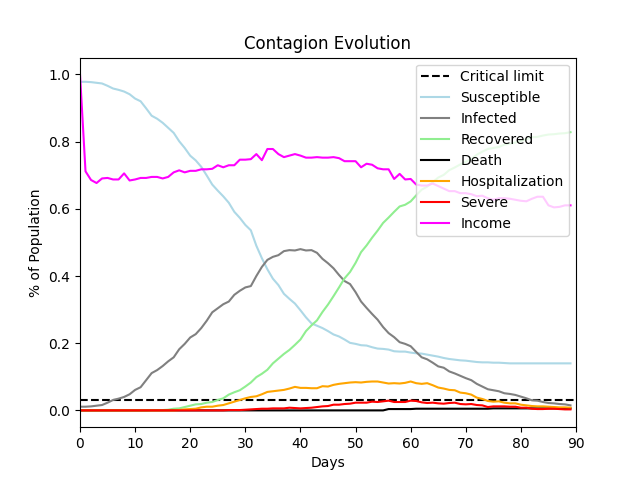 Contagion Evolution
% of Population
1.0
0.8
0.6
0.4
0.2
0.0
Critical limit
Susceptible
Infected
Recovered
Death
Hospitalization
Severe
Income
0 10 20 30 40 50 60 70 80 90
Days